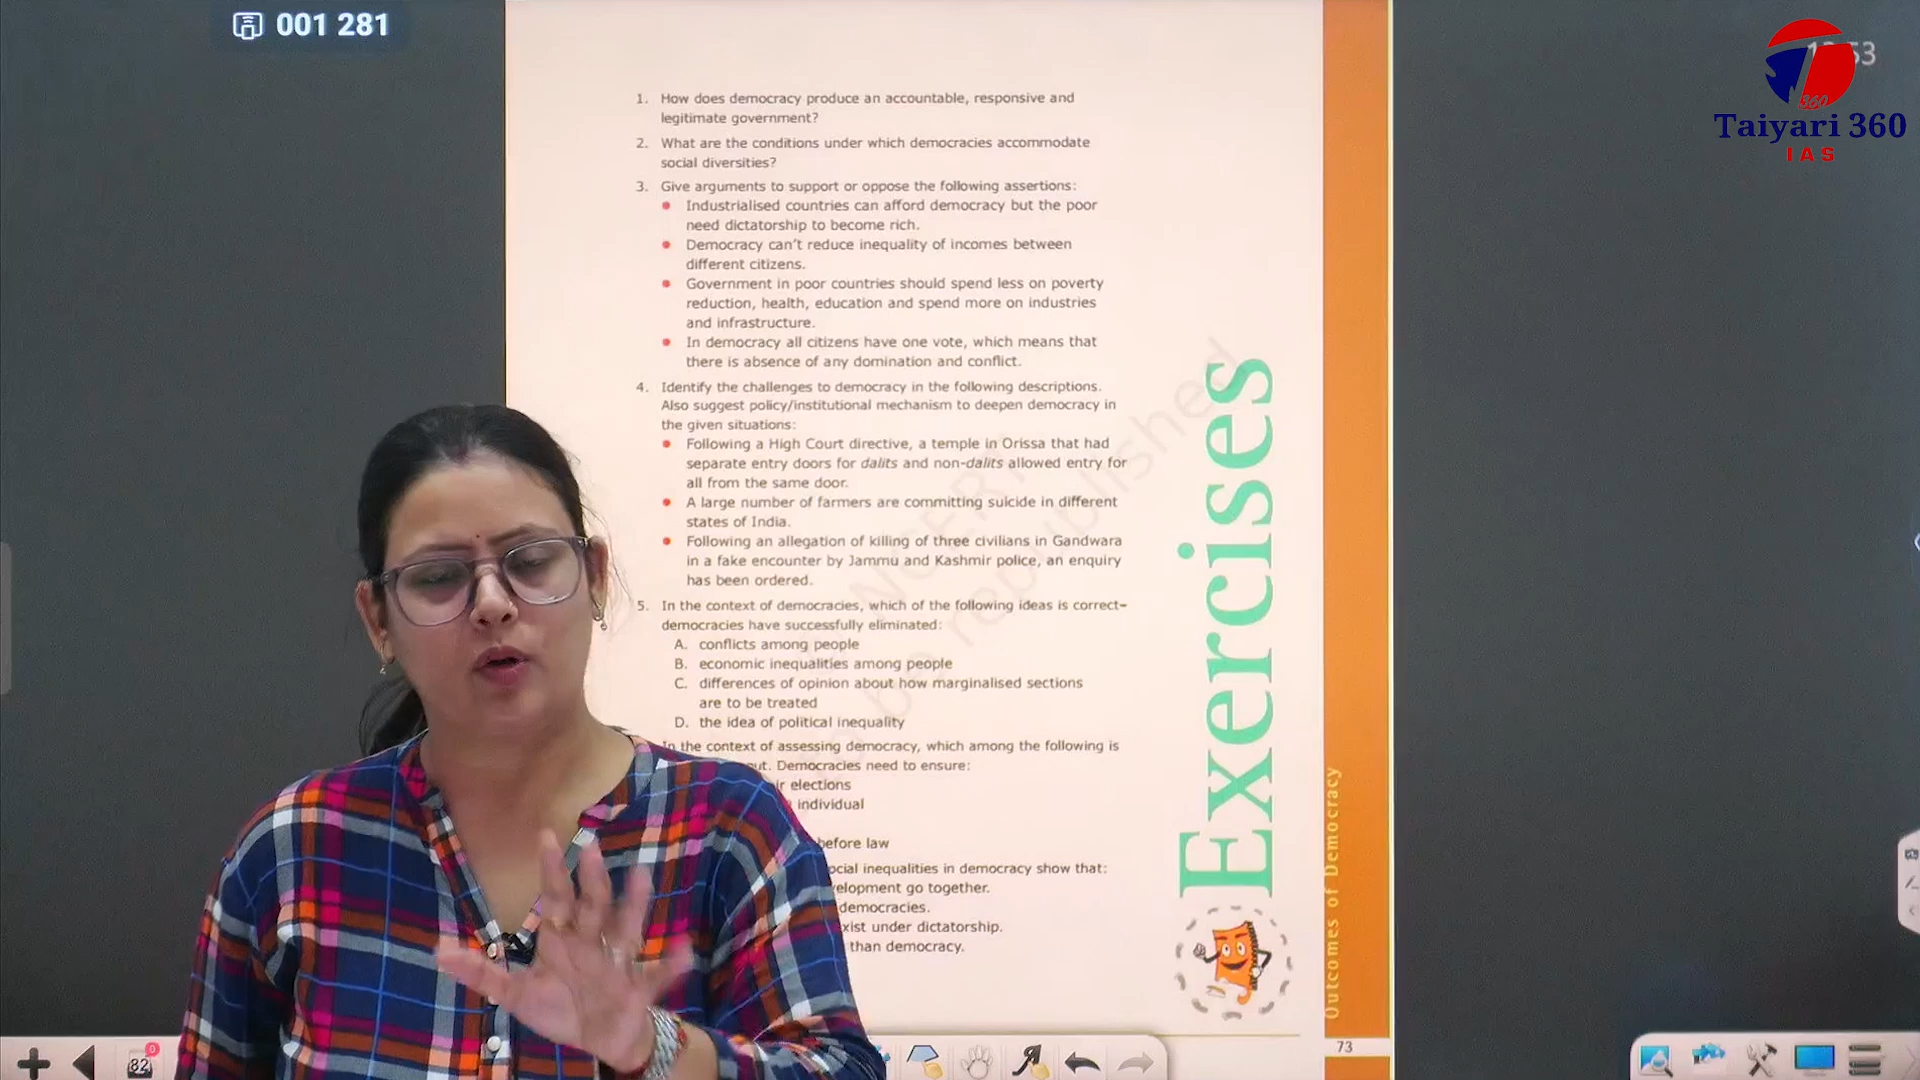 001 281
360
Taiyari 360
IAS
1. How does democracy produce an accountable, responsive and
legitimate government?
2. What are the conditions under which democracies accommodate
social diversities?
3. Give arguments to support or oppose the following assertions:
Industrialised countries can afford democracy but the poor
need dictatorship to become rich.
Democracy can't reduce inequality of incomes between
different citizens.
Government in poor countries should spend less on poverty
reduction, health, education and spend more on industries
and infrastructure.
In democracy all citizens have one vote, which means that
there is absence of any domination and conflict.
4. Identify the challenges to democracy in the following descriptions.
Also suggest policy/institutional mechanism to deepen democracy in
the given situations:
Following a High Court directive, a temple in Orissa that had
separate entry doors for dalits and non-dalits allowed entry for
all from the same door.
A large number of farmers are committing suicide in different
states of India.
Following an allegation of killing of three civilians in Gandwara
in a fake encounter by Jammu and Kashmir police, an enquiry
has been ordered.
5. In the context of democracies, which of the following ideas is correct–
democracies have successfully eliminated:
A. conflicts among people
B. economic inequalities among people
C. differences of opinion about how marginalised sections
are to be treated
D. the idea of political inequality
In the context of assessing democracy, which among the following is
out. Democracies need to ensure:
elections
individual
before law
social inequalities in democracy show that:
development go together.
democracies.
exist under dictatorship.
than democracy.
Exercises
Outcomes of Democracy
73
82
0